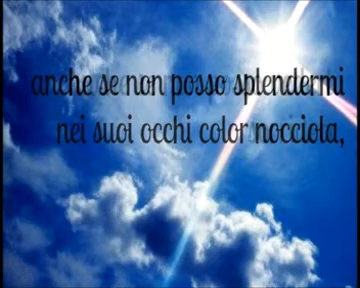 anche se non posso splendermi
nei suoi occhi color nocciola,